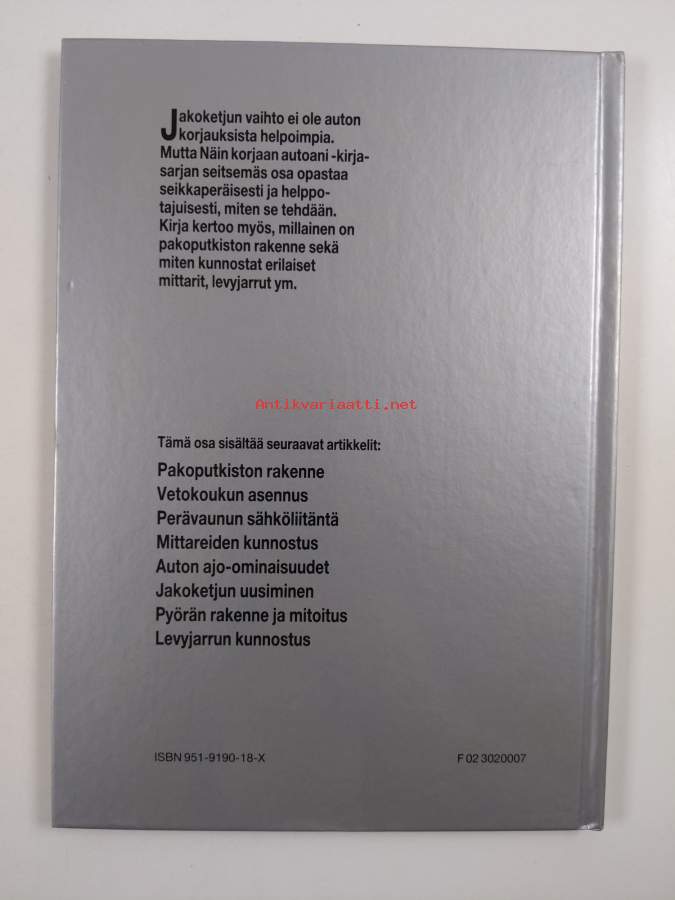 Jakoketjun vaihto ei ole auton
korjauksista helpoimpia.
Mutta Näin korjaan autoani -kirja-
sarjan seitsemäs osa opastaa
seikkaperäisesti ja helppo-
tajuisesti, miten se tehdään.
Kirja kertoo myös, millainen on
pakoputkiston rakenne sekä
miten kunnostat erilaiset
mittarit, levyjarrut ym.
Antikvariaatti.net
Tämä osa sisältää seuraavat artikkelit:
Pakoputkiston rakenne
Vetokoukun asennus
Perävaunun sähköliitäntä
Mittareiden kunnostus
Auton ajo-ominaisuudet
Jakoketjun uusiminen
Pyörän rakenne ja mitoitus
Levyjarrun kunnostus
ISBN 951-9190-18-X F 02 3020007